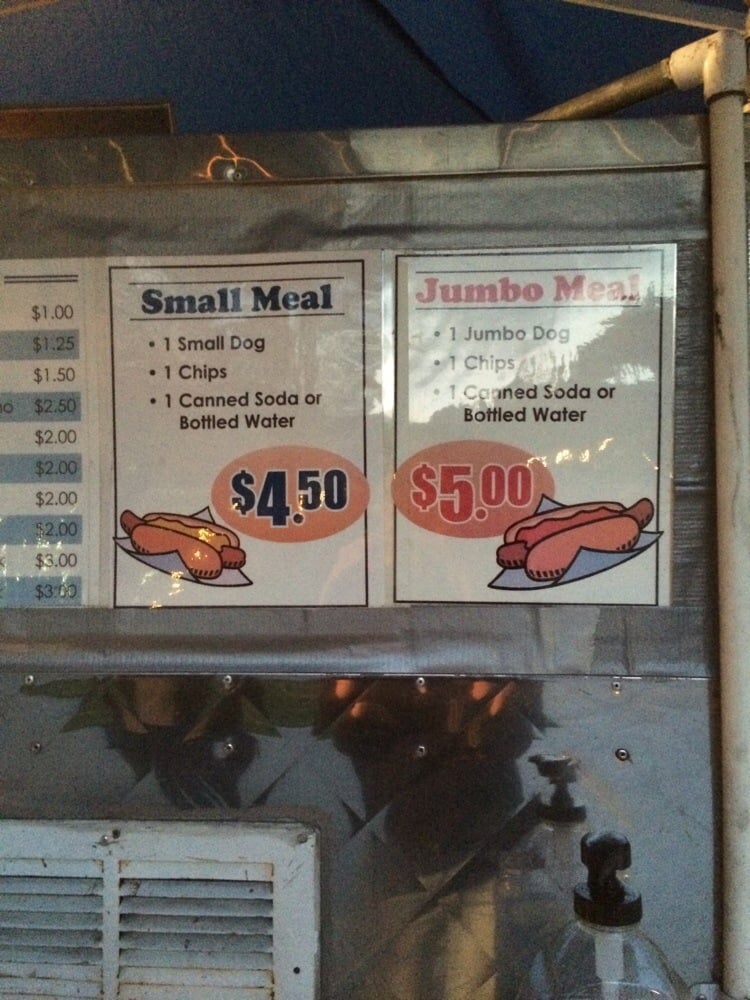 $1.00
$1.25
$1.50
$2.50
$2.00
$2.00
$2.00
$2.00
$3.00
$3.00
Small Meal
• 1 Small Dog
• 1 Chips
• 1 Canned Soda or
Bottled Water
$4.50
Jumbo Meal
• 1 Jumbo Dog
• 1 Chips
• 1 Canned Soda or
Bottled Water
$5.00